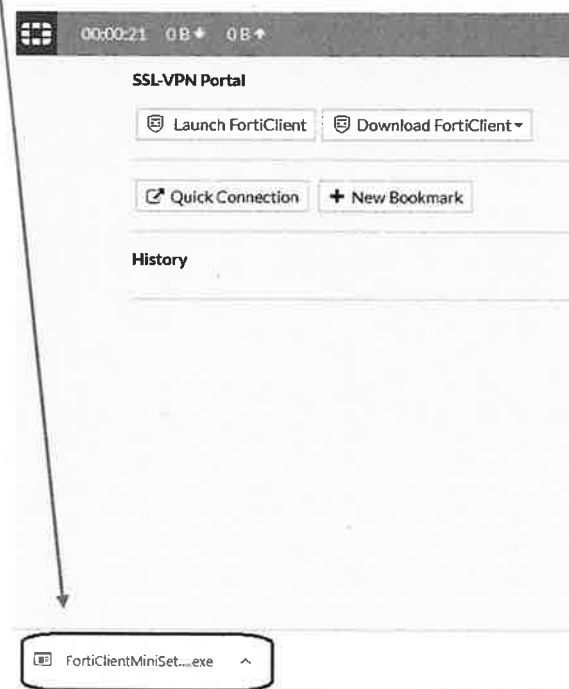 00:00:21 0 B 0 B
SSL-VPN Portal
Launch FortiClient Download FortiClient
Quick Connection + New Bookmark
History
FortiClientMiniSet....exe